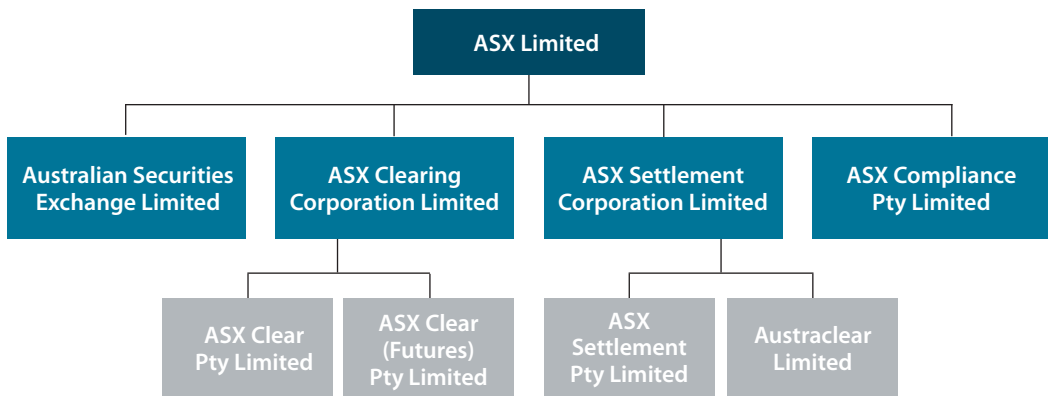 ASX Limited
Australian Securities
Exchange Limited
ASX Clearing
Corporation Limited
ASX Settlement
Corporation Limited
ASX Compliance
Pty Limited
ASX Clear
Pty Limited
ASX Clear
(Futures)
Pty Limited
ASX
Settlement
Pty Limited
Austraclear
Limited